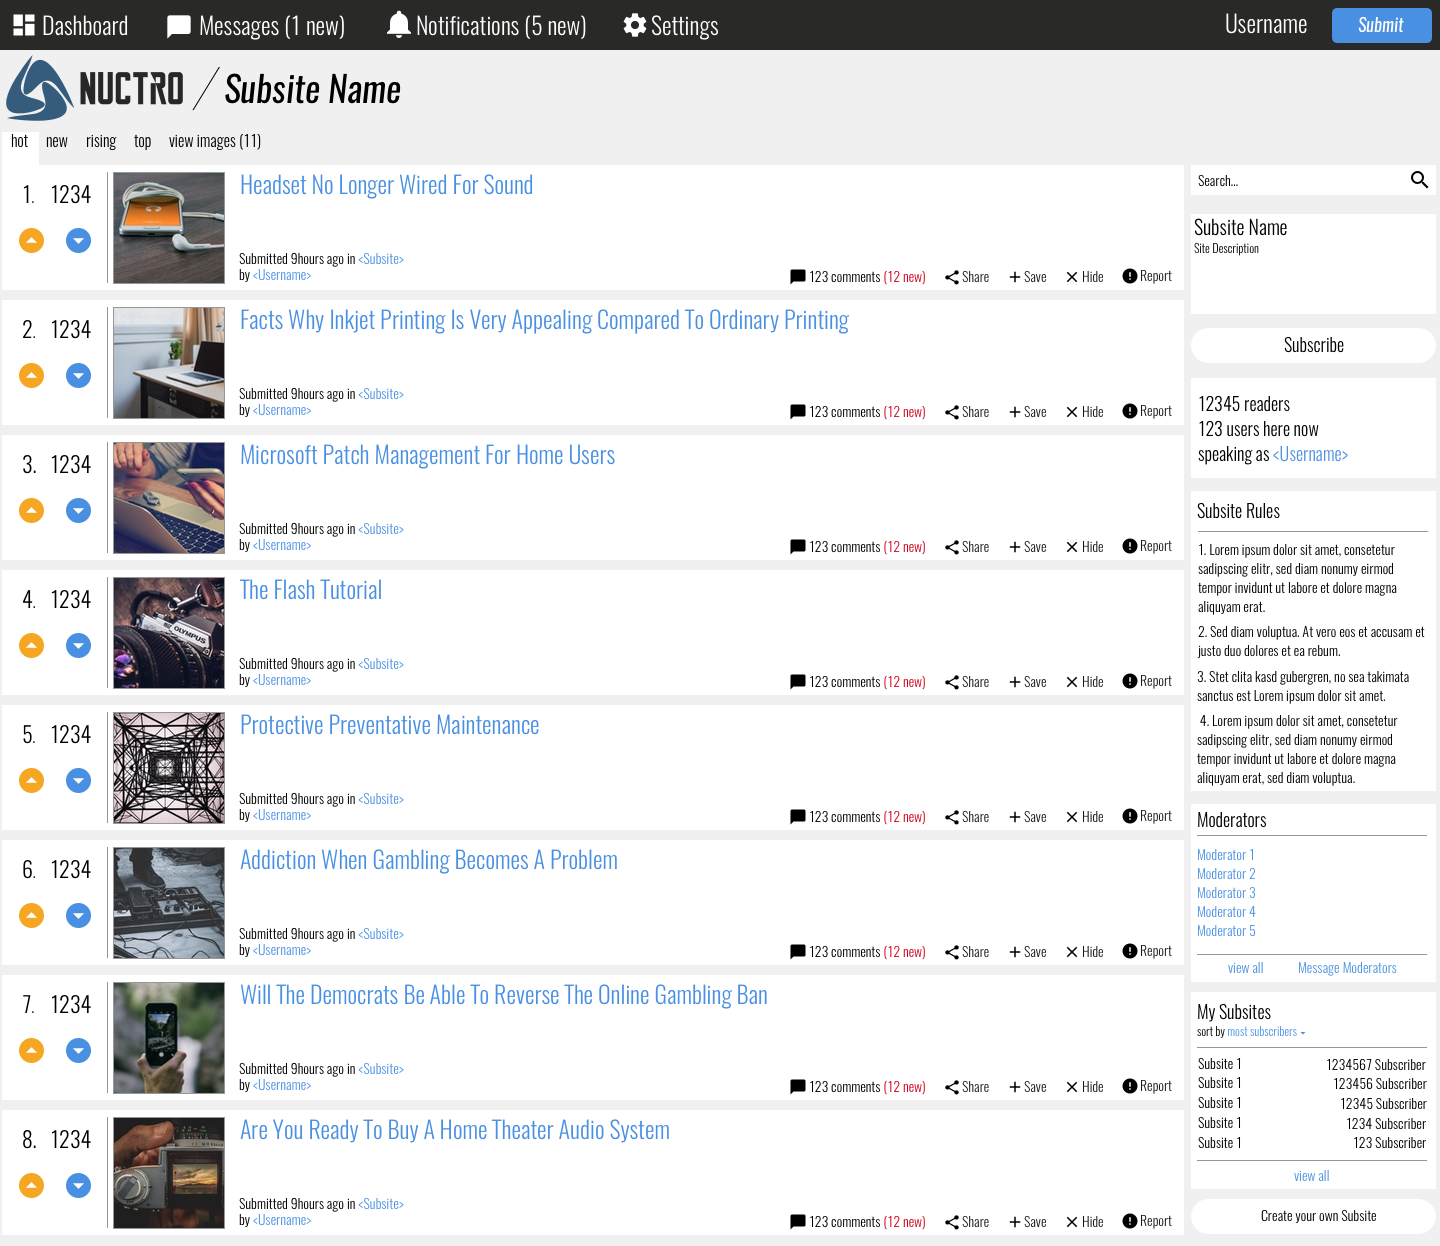 Dashboard Messages (1 new) Notifications (5 new) Settings Username Submit
NUCTRO / Subsite Name
hot new rising top view images (11)
1. 1234 Headset No Longer Wired For Sound
Submitted 9hours ago in <Subsite>
by <Username>
123 comments (12 new) Share Save Hide Report
2. 1234 Facts Why Inkjet Printing Is Very Appealing Compared To Ordinary Printing
Submitted 9hours ago in <Subsite>
by <Username>
123 comments (12 new) Share Save Hide Report
3. 1234 Microsoft Patch Management For Home Users
Submitted 9hours ago in <Subsite>
by <Username>
123 comments (12 new) Share Save Hide Report
4. 1234 The Flash Tutorial
OLYMPUS
Submitted 9hours ago in <Subsite>
by <Username>
123 comments (12 new) Share Save Hide Report
5. 1234 Protective Preventative Maintenance
Submitted 9hours ago in <Subsite>
by <Username>
123 comments (12 new) Share Save Hide Report
6. 1234 Addiction When Gambling Becomes A Problem
Submitted 9hours ago in <Subsite>
by <Username>
123 comments (12 new) Share Save Hide Report
7. 1234 Will The Democrats Be Able To Reverse The Online Gambling Ban
Submitted 9hours ago in <Subsite>
by <Username>
123 comments (12 new) Share Save Hide Report
8. 1234 Are You Ready To Buy A Home Theater Audio System
Submitted 9hours ago in <Subsite>
by <Username>
123 comments (12 new) Share Save Hide Report
Search...
Subsite Name
Site Description
Subscribe
12345 readers
123 users here now
speaking as <Username>
Subsite Rules
1. Lorem ipsum dolor sit amet, consetetur
sadipscing elitr, sed diam nonumy eirmod
tempor invidunt ut labore et dolore magna
aliquyam erat.
2. Sed diam voluptua. At vero eos et accusam et
justo duo dolores et ea rebum.
3. Stet clita kasd gubergren, no sea takimata
sanctus est Lorem ipsum dolor sit amet.
4. Lorem ipsum dolor sit amet, consetetur
sadipscing elitr, sed diam nonumy eirmod
tempor invidunt ut labore et dolore magna
aliquyam erat, sed diam voluptua.
Moderators
Moderator 1
Moderator 2
Moderator 3
Moderator 4
Moderator 5
view all Message Moderators
My Subsites
sort by most subscribers
Subsite 1 1234567 Subscriber
Subsite 1 123456 Subscriber
Subsite 1 12345 Subscriber
Subsite 1 1234 Subscriber
Subsite 1 123 Subscriber
view all
Create your own Subsite